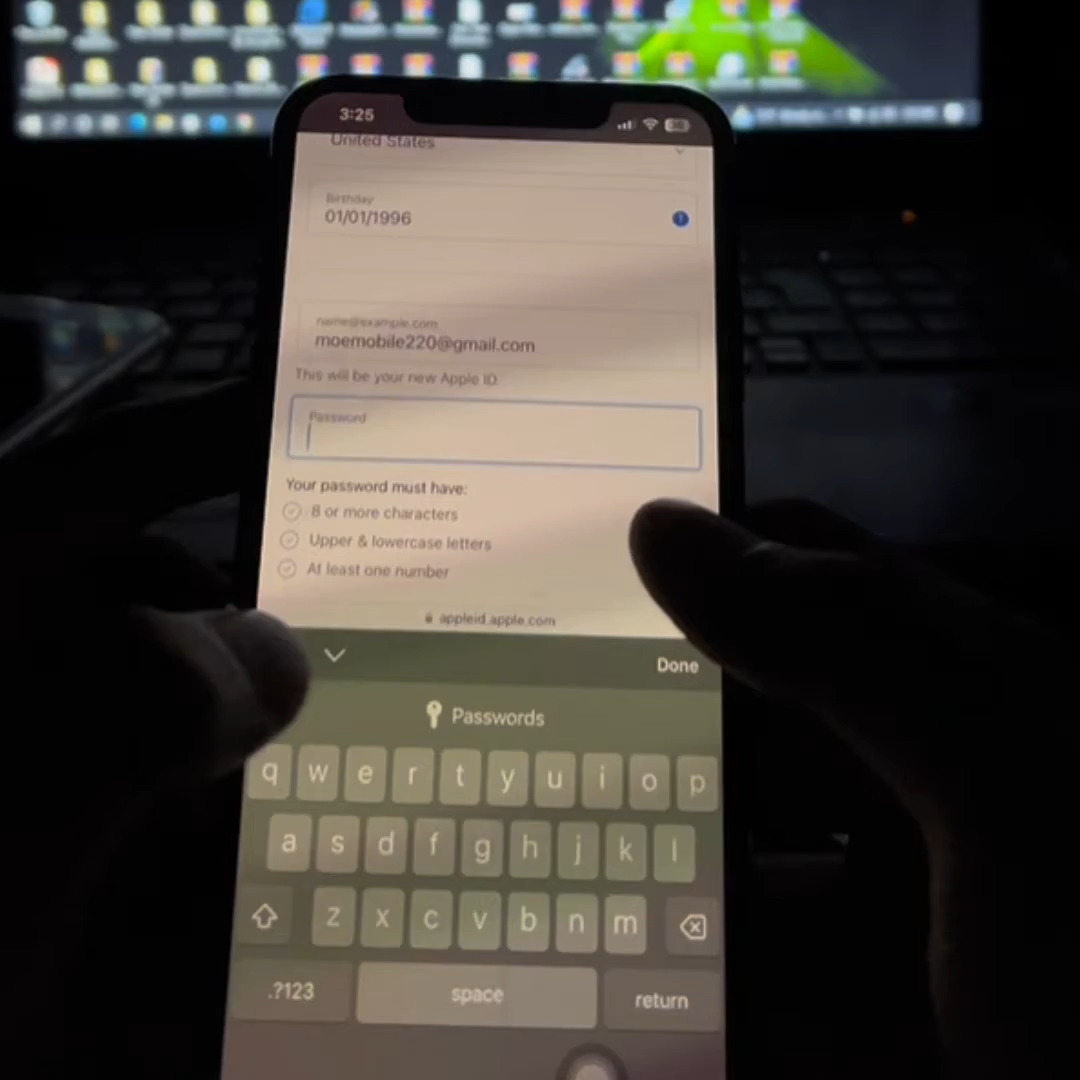 3:25
United States
Birthday
01/01/1996
name@example.com
moemobile220@gmail.com
This will be your new Apple ID.
Password
Your password must have:
8 or more characters
Upper & lowercase letters
At least one number
appleid.apple.com
Done
Passwords
q w e r t y u i o p
a s d f g h j k l
z x c v b n m
.?123 space return